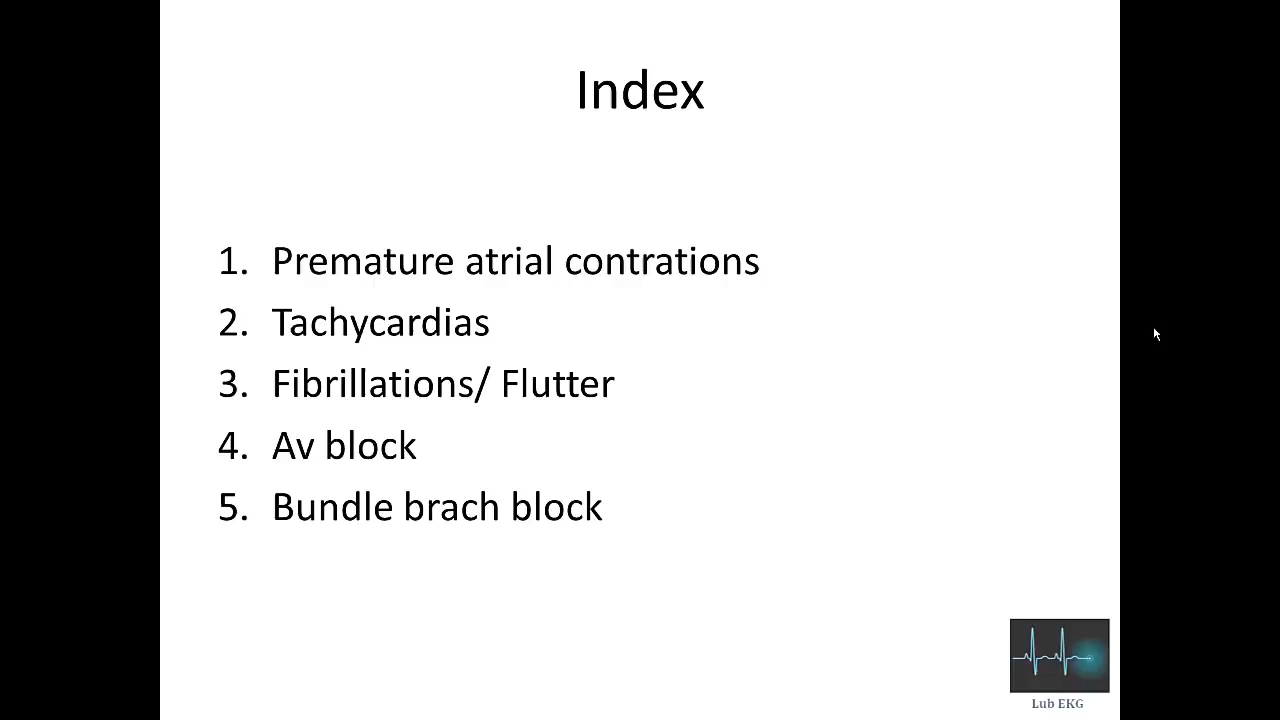 Index
1. Premature atrial contrations
2. Tachycardias
3. Fibrillations/ Flutter
4. Av block
5. Bundle brach block
Lub EKG